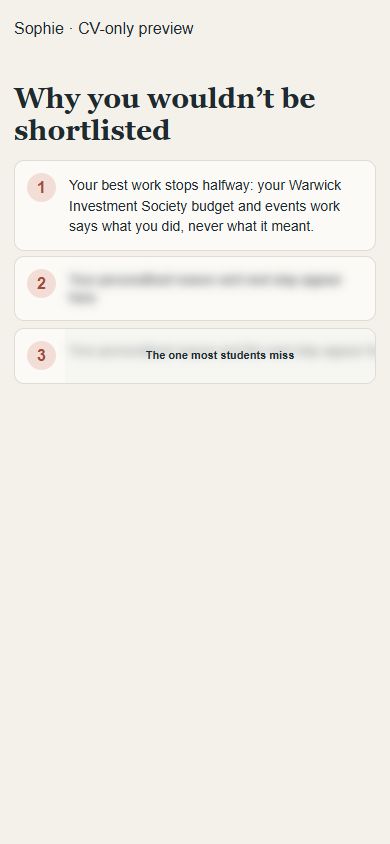 Sophie · CV-only preview
Why you wouldn’t be
shortlisted
1
Your best work stops halfway: your Warwick
Investment Society budget and events work
says what you did, never what it meant.
2
3
The one most students miss